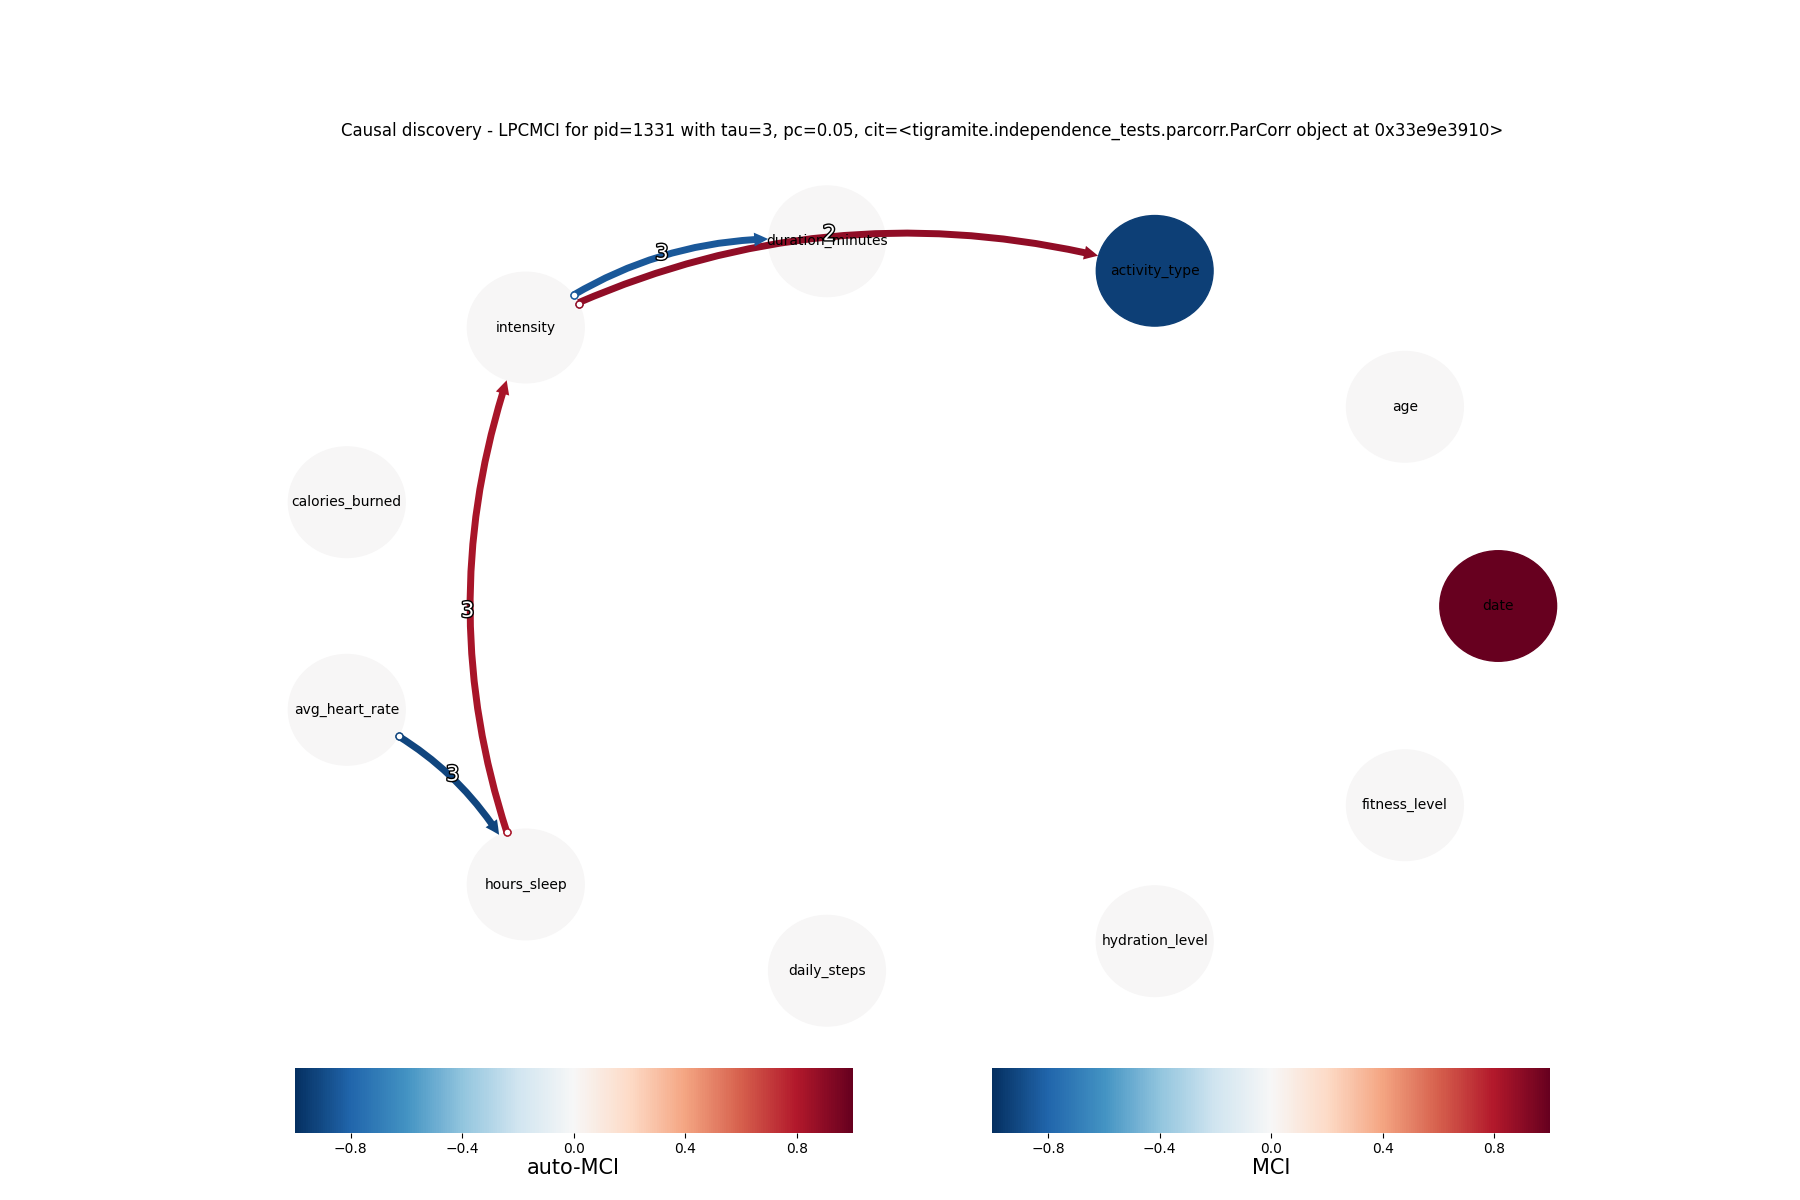 Causal discovery - LPCMCI for pid=1331 with tau=3, pc=0.05, cit=<tigramite.independence_tests.parcorr.ParCorr object at 0x33e9e3910>
2
duration_minutes
3
activity_type
intensity
age
calories_burned
date
3
avg_heart_rate
3
fitness_level
hours_sleep
hydration_level
daily_steps
−0.8 −0.4 0.0 0.4 0.8
auto-MCI
−0.8 −0.4 0.0 0.4 0.8
MCI